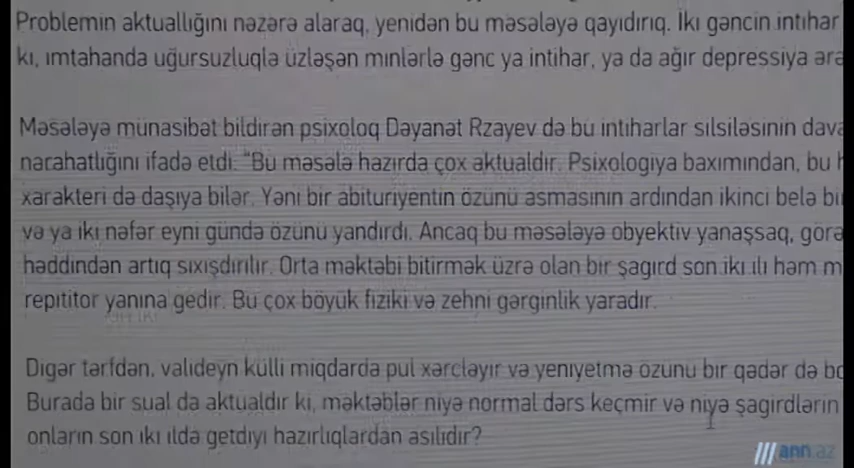 Problemin aktuallığını nəzərə alaraq, yenidən bu məsələyə qayıdırıq. İki gəncin intihar
ki, imtahanda uğursuzluqla üzləşən minlərlə gənc ya intihar, ya da ağır depressiya
Məsələyə münasibət bildirən psixoloq Dəyanət Rzayev də bu intiharlar silsiləsinin
narahatlığını ifadə etdi. "Bu məsələ hazırda çox aktualdır. Psixologiya baxımından, bu
xarakteri də daşıya bilər. Yəni bir abituriyentin özünü asmasının ardından ikinci belə
və ya iki nəfər eyni gündə özünü yandırdı. Ancaq bu məsələyə obyektiv yanaşsaq,
həddindən artıq sıxışdırılır. Orta məktəbi bitirmək üzrə olan bir şagird son iki ili həm
repititor yanına gedir. Bu çox böyük fiziki və zehni gərginlik yaradır.
Digər tərfdən, valideyn külli miqdarda pul xərcləyir və yeniyetmə özünü bir qədər də
Burada bir sual da aktualdır ki, məktəblər niyə normal dərs keçmir və niyə şagirdlərin
onların son iki ildə getdiyi hazırlıqlardan asılıdır?
ann.az